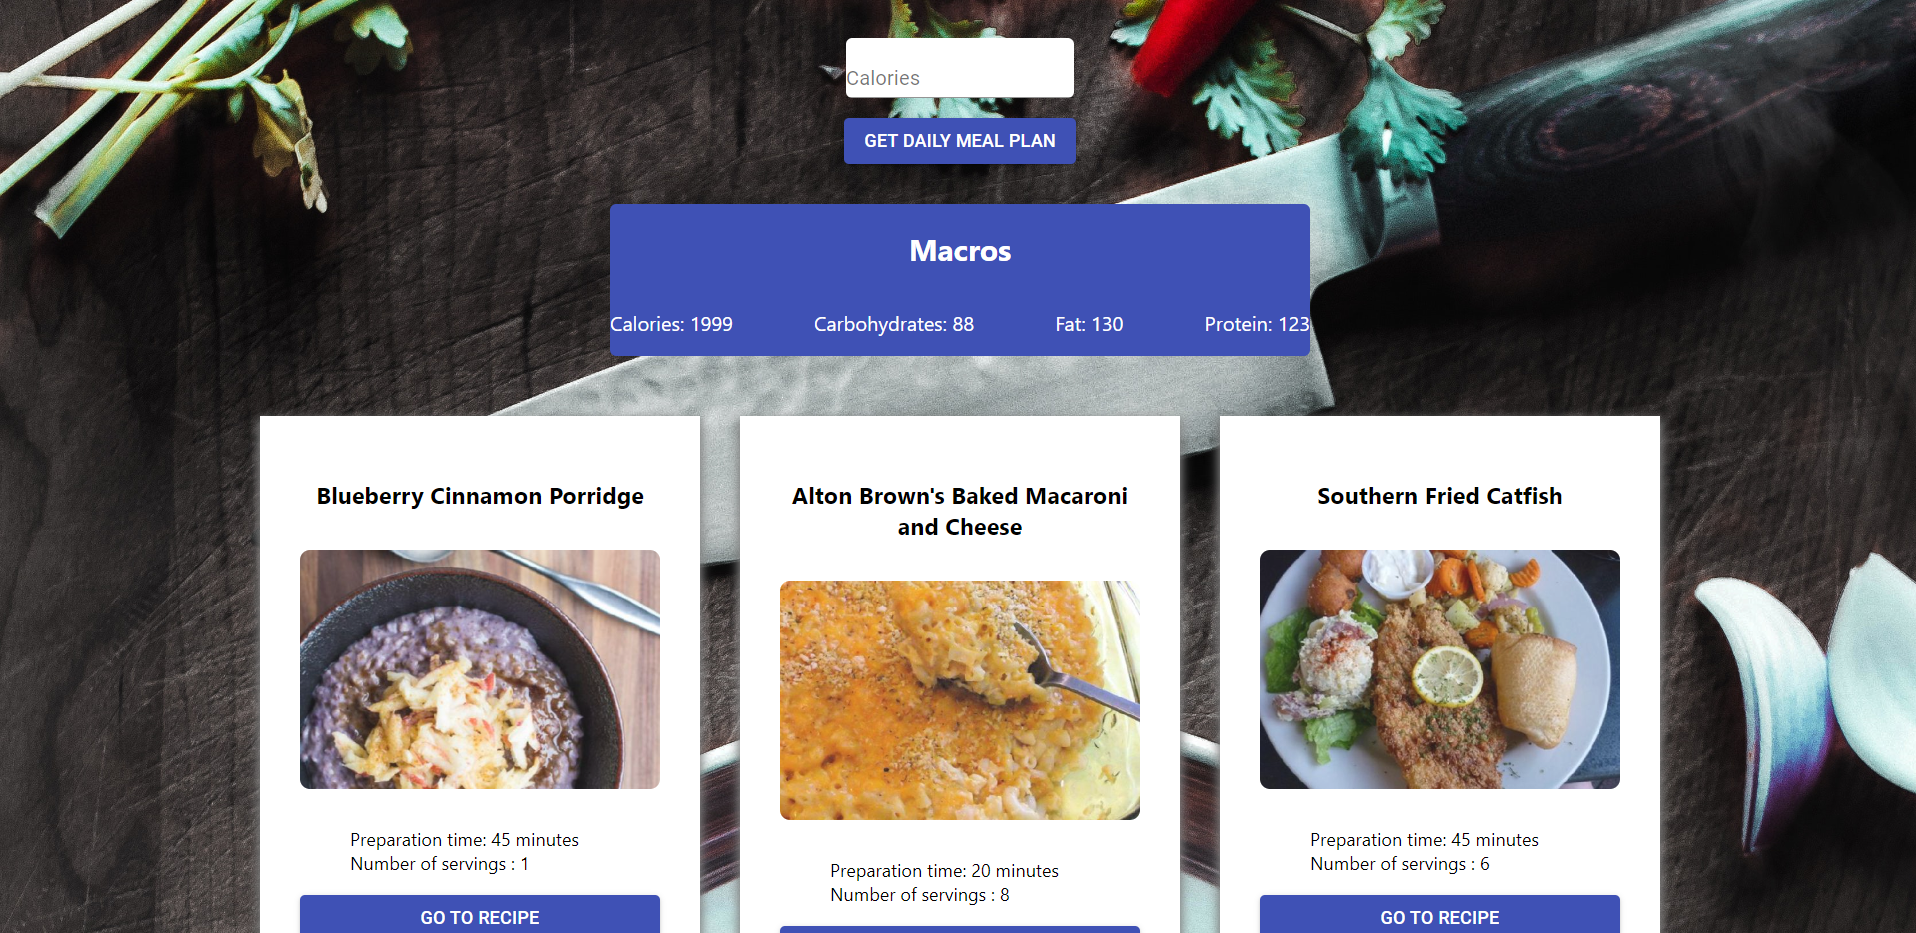 Calories
GET DAILY MEAL PLAN
Macros
Calories: 1999 Carbohydrates: 88 Fat: 130 Protein: 123
Blueberry Cinnamon Porridge
Preparation time: 45 minutes
Number of servings : 1
GO TO RECIPE
Alton Brown's Baked Macaroni
and Cheese
Preparation time: 20 minutes
Number of servings : 8
Southern Fried Catfish
Preparation time: 45 minutes
Number of servings : 6
GO TO RECIPE